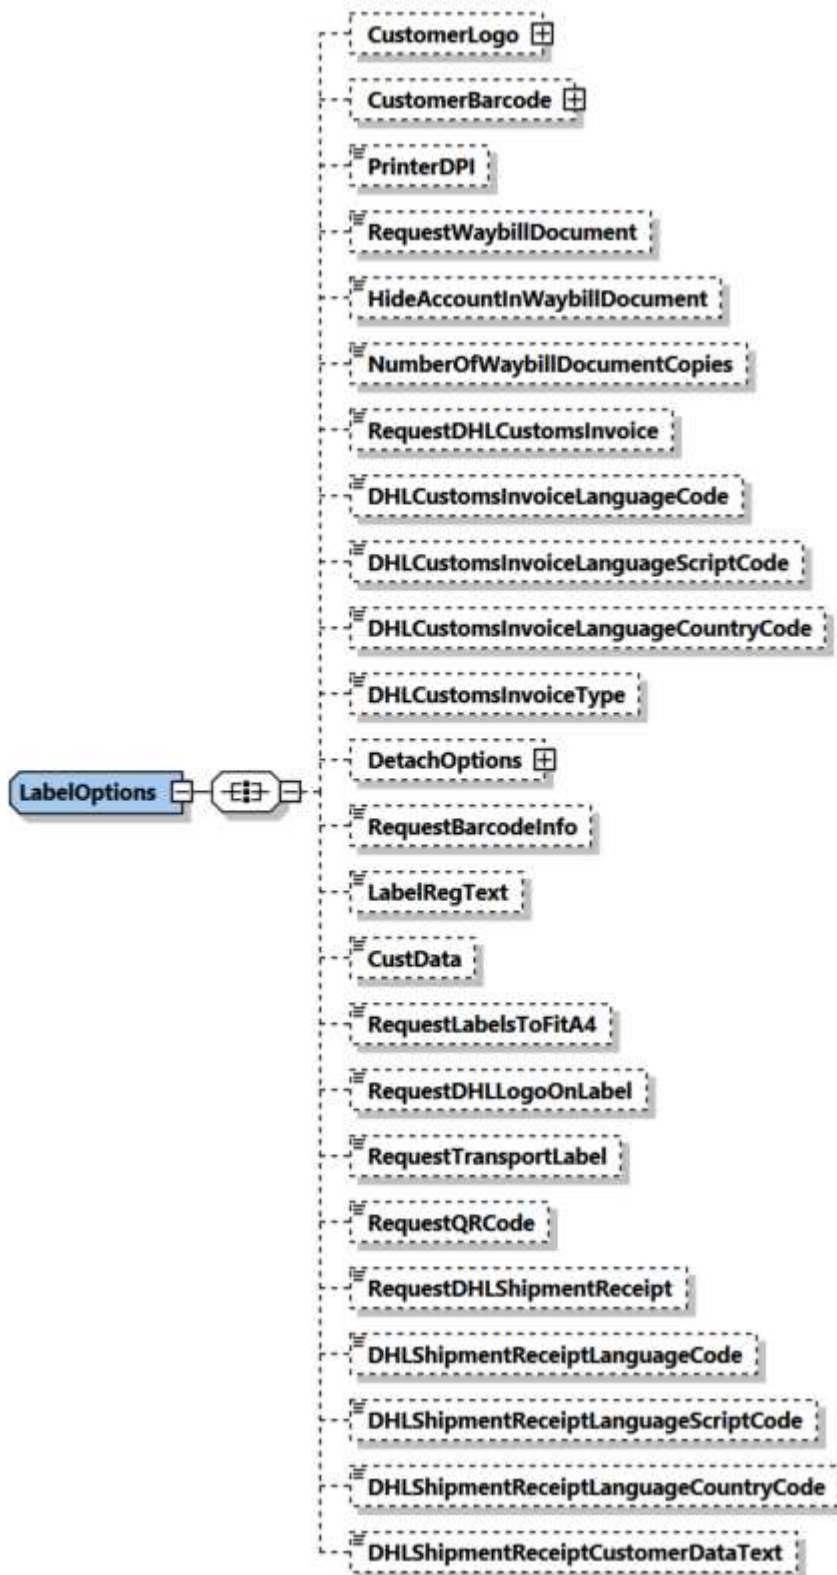 CustomerLogo
CustomerBarcode
PrinterDPI
RequestWaybillDocument
HideAccountInWaybillDocument
NumberOfWaybillDocumentCopies
RequestDHLCustomsInvoice
DHLCustomsInvoiceLanguageCode
DHLCustomsInvoiceLanguageScriptCode
DHLCustomsInvoiceLanguageCountryCode
DHLCustomsInvoiceType
DetachOptions
LabelOptions
RequestBarcodeInfo
LabelRegText
CustData
RequestLabelsToFitA4
RequestDHLLogoOnLabel
RequestTransportLabel
RequestQRCode
RequestDHLShipmentReceipt
DHLShipmentReceiptLanguageCode
DHLShipmentReceiptLanguageScriptCode
DHLShipmentReceiptLanguageCountryCode
DHLShipmentReceiptCustomerDataText